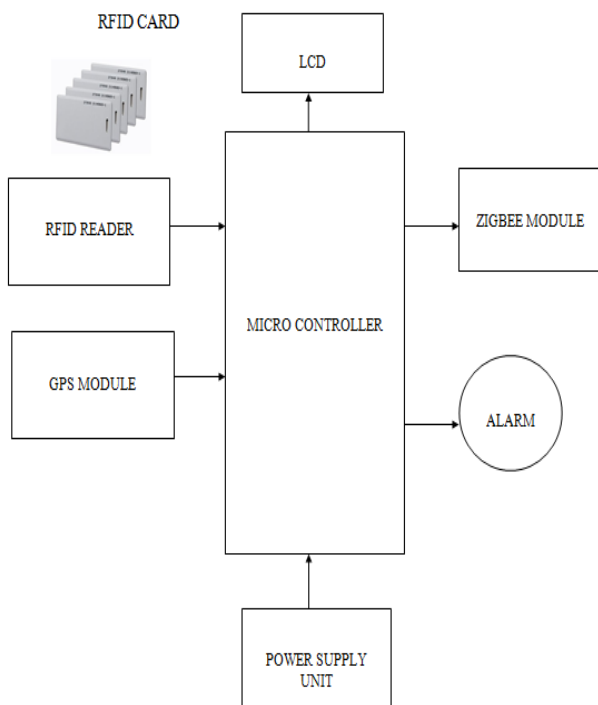 RFID CARD
LCD
RFID READER
ZIGBEE MODULE
MICRO CONTROLLER
GPS MODULE
ALARM
POWER SUPPLY
UNIT